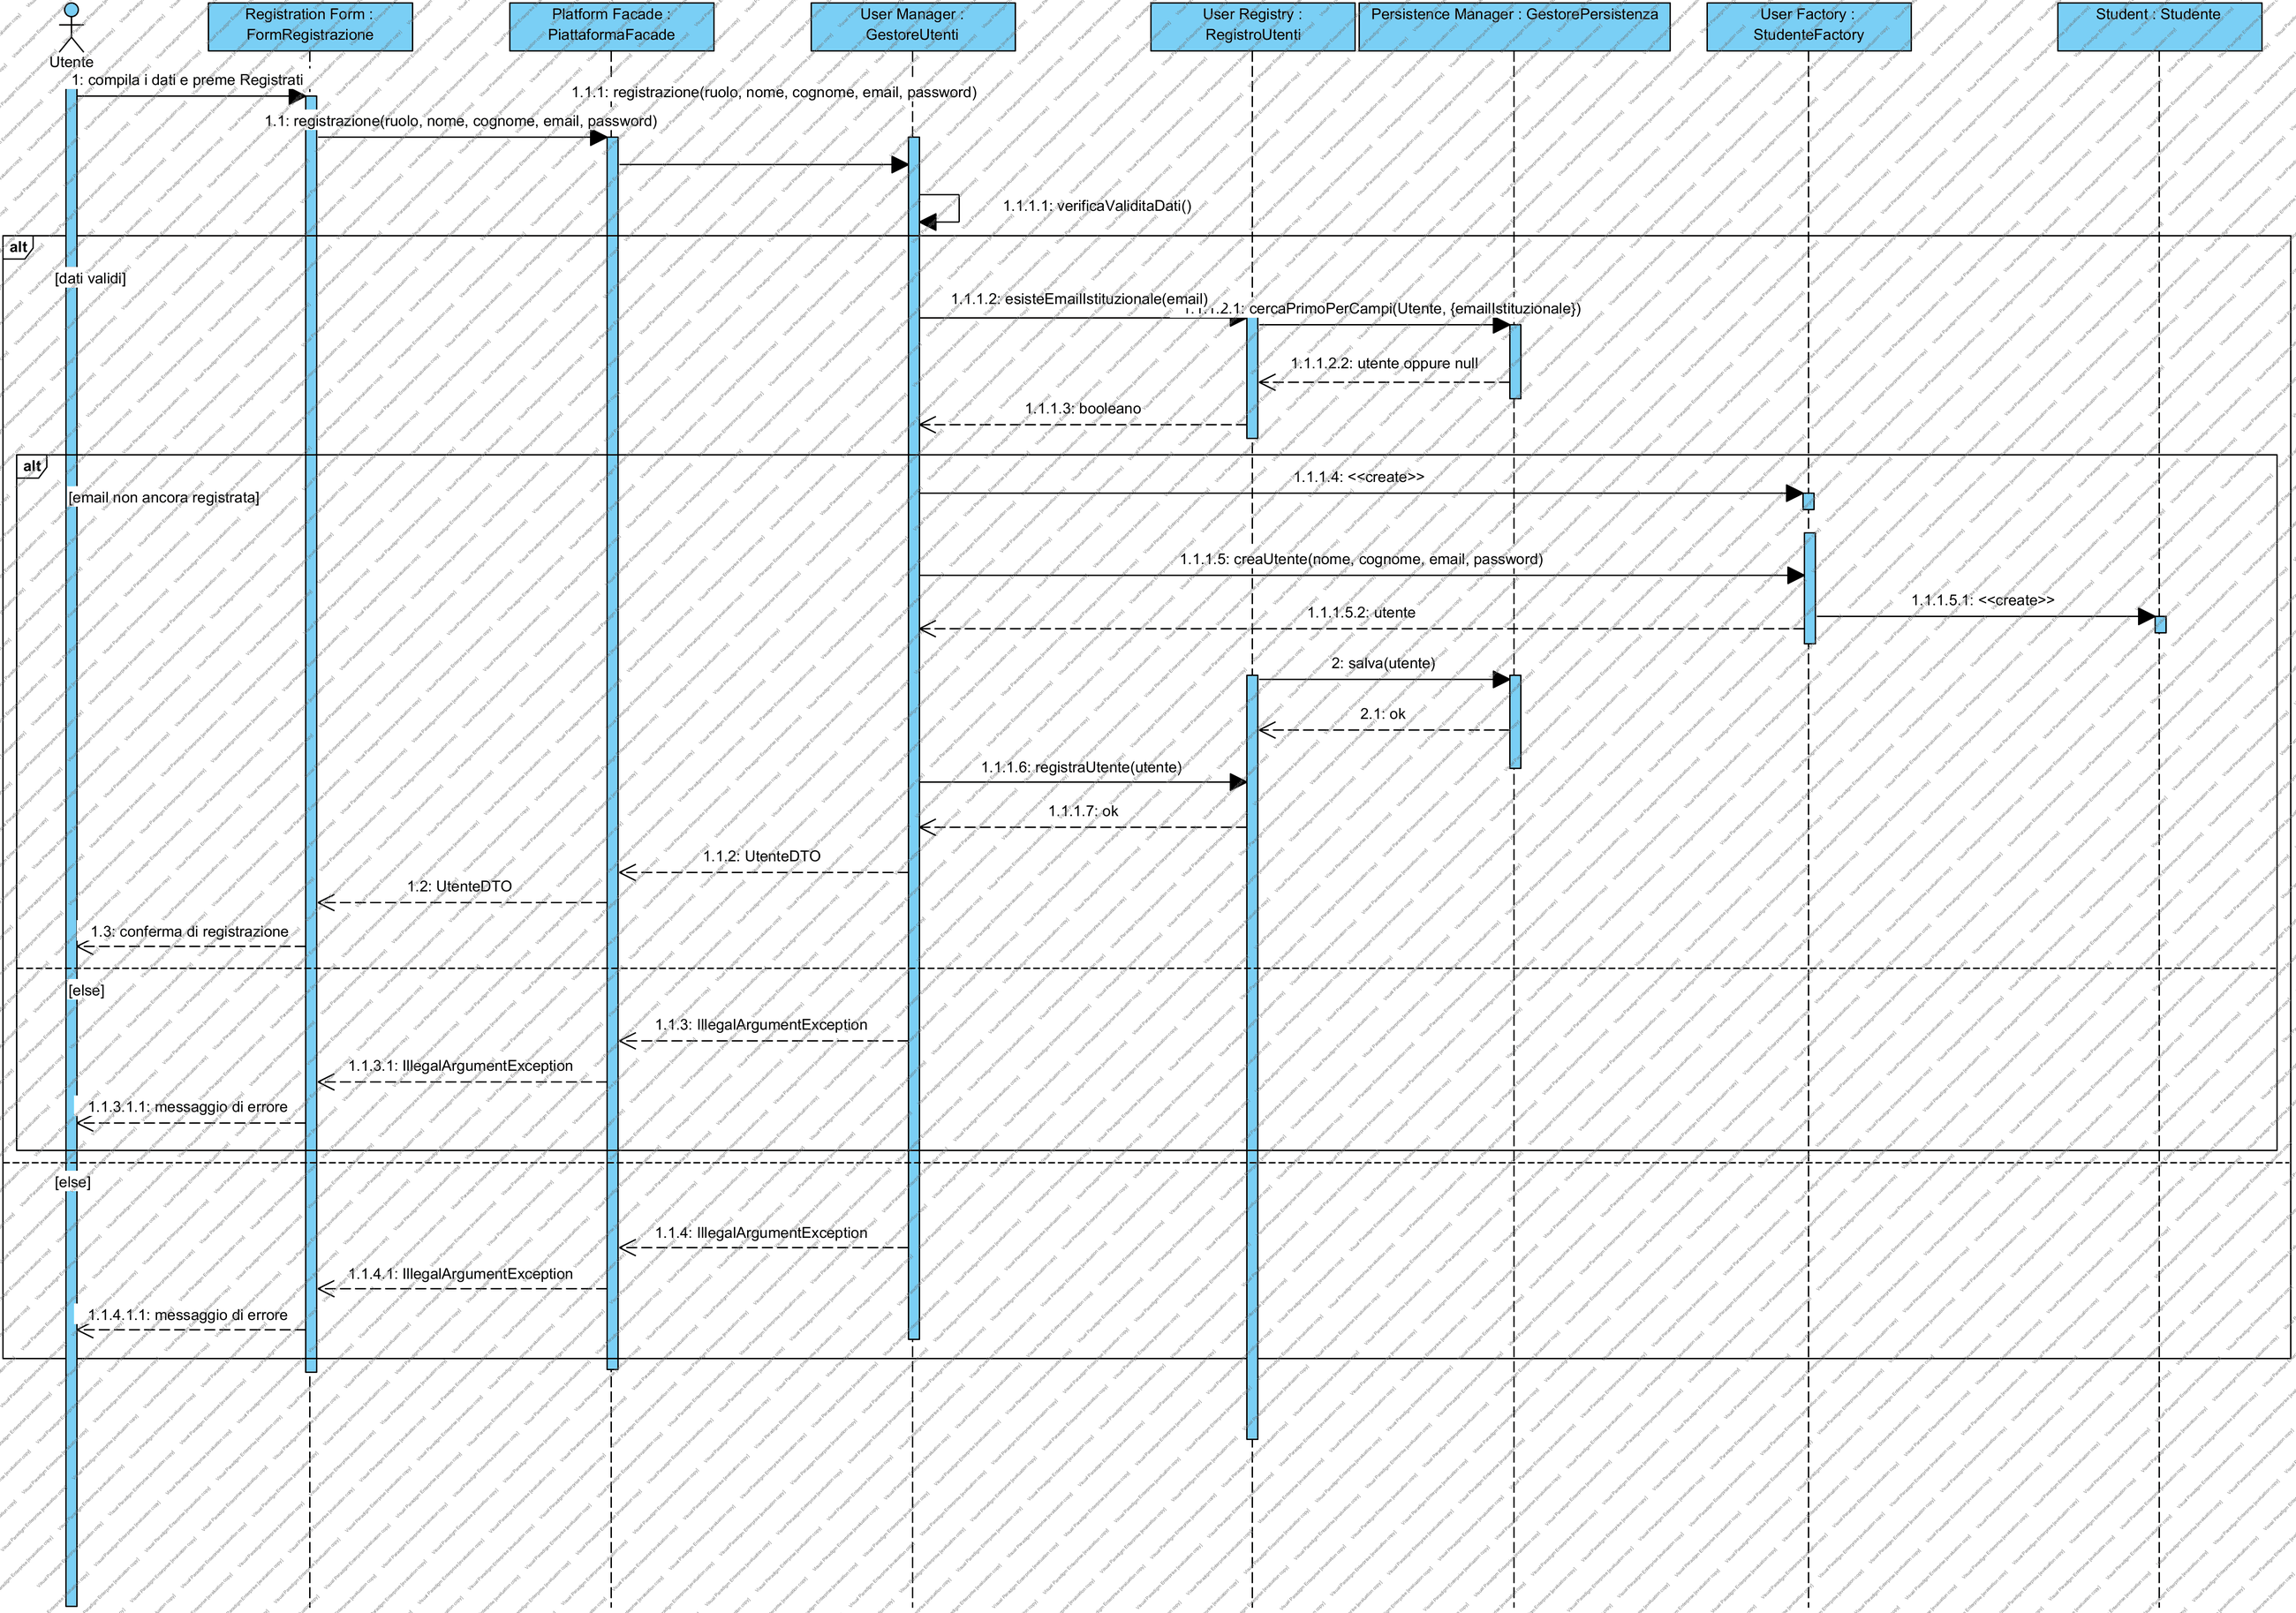 Utente
Registration Form :
FormRegistrazione
Platform Facade :
PiattaformaFacade
User Manager :
GestoreUtenti
User Registry :
RegistroUtenti
Persistence Manager : GestorePersistenza
User Factory :
StudenteFactory
Student : Studente
1: compila i dati e preme Registrati
1.1.1: registrazione(ruolo, nome, cognome, email, password)
1.1: registrazione(ruolo, nome, cognome, email, password)
1.1.1.1: verificaValiditaDati()
alt
[dati validi]
1.1.1.2: esisteEmailIstituzionale(email)
1.1.1.2.1: cercaPrimoPerCampi(Utente, {emailIstituzionale})
1.1.1.2.2: utente oppure null
1.1.1.3: booleano
alt
[email non ancora registrata]
1.1.1.4: <<create>>
1.1.1.5: creaUtente(nome, cognome, email, password)
1.1.1.5.1: <<create>>
1.1.1.5.2: utente
2: salva(utente)
2.1: ok
1.1.1.6: registraUtente(utente)
1.1.1.7: ok
1.1.2: UtenteDTO
1.2: UtenteDTO
1.3: conferma di registrazione
[else]
1.1.3: IllegalArgumentException
1.1.3.1: IllegalArgumentException
1.1.3.1.1: messaggio di errore
[else]
1.1.4: IllegalArgumentException
1.1.4.1: IllegalArgumentException
1.1.4.1.1: messaggio di errore